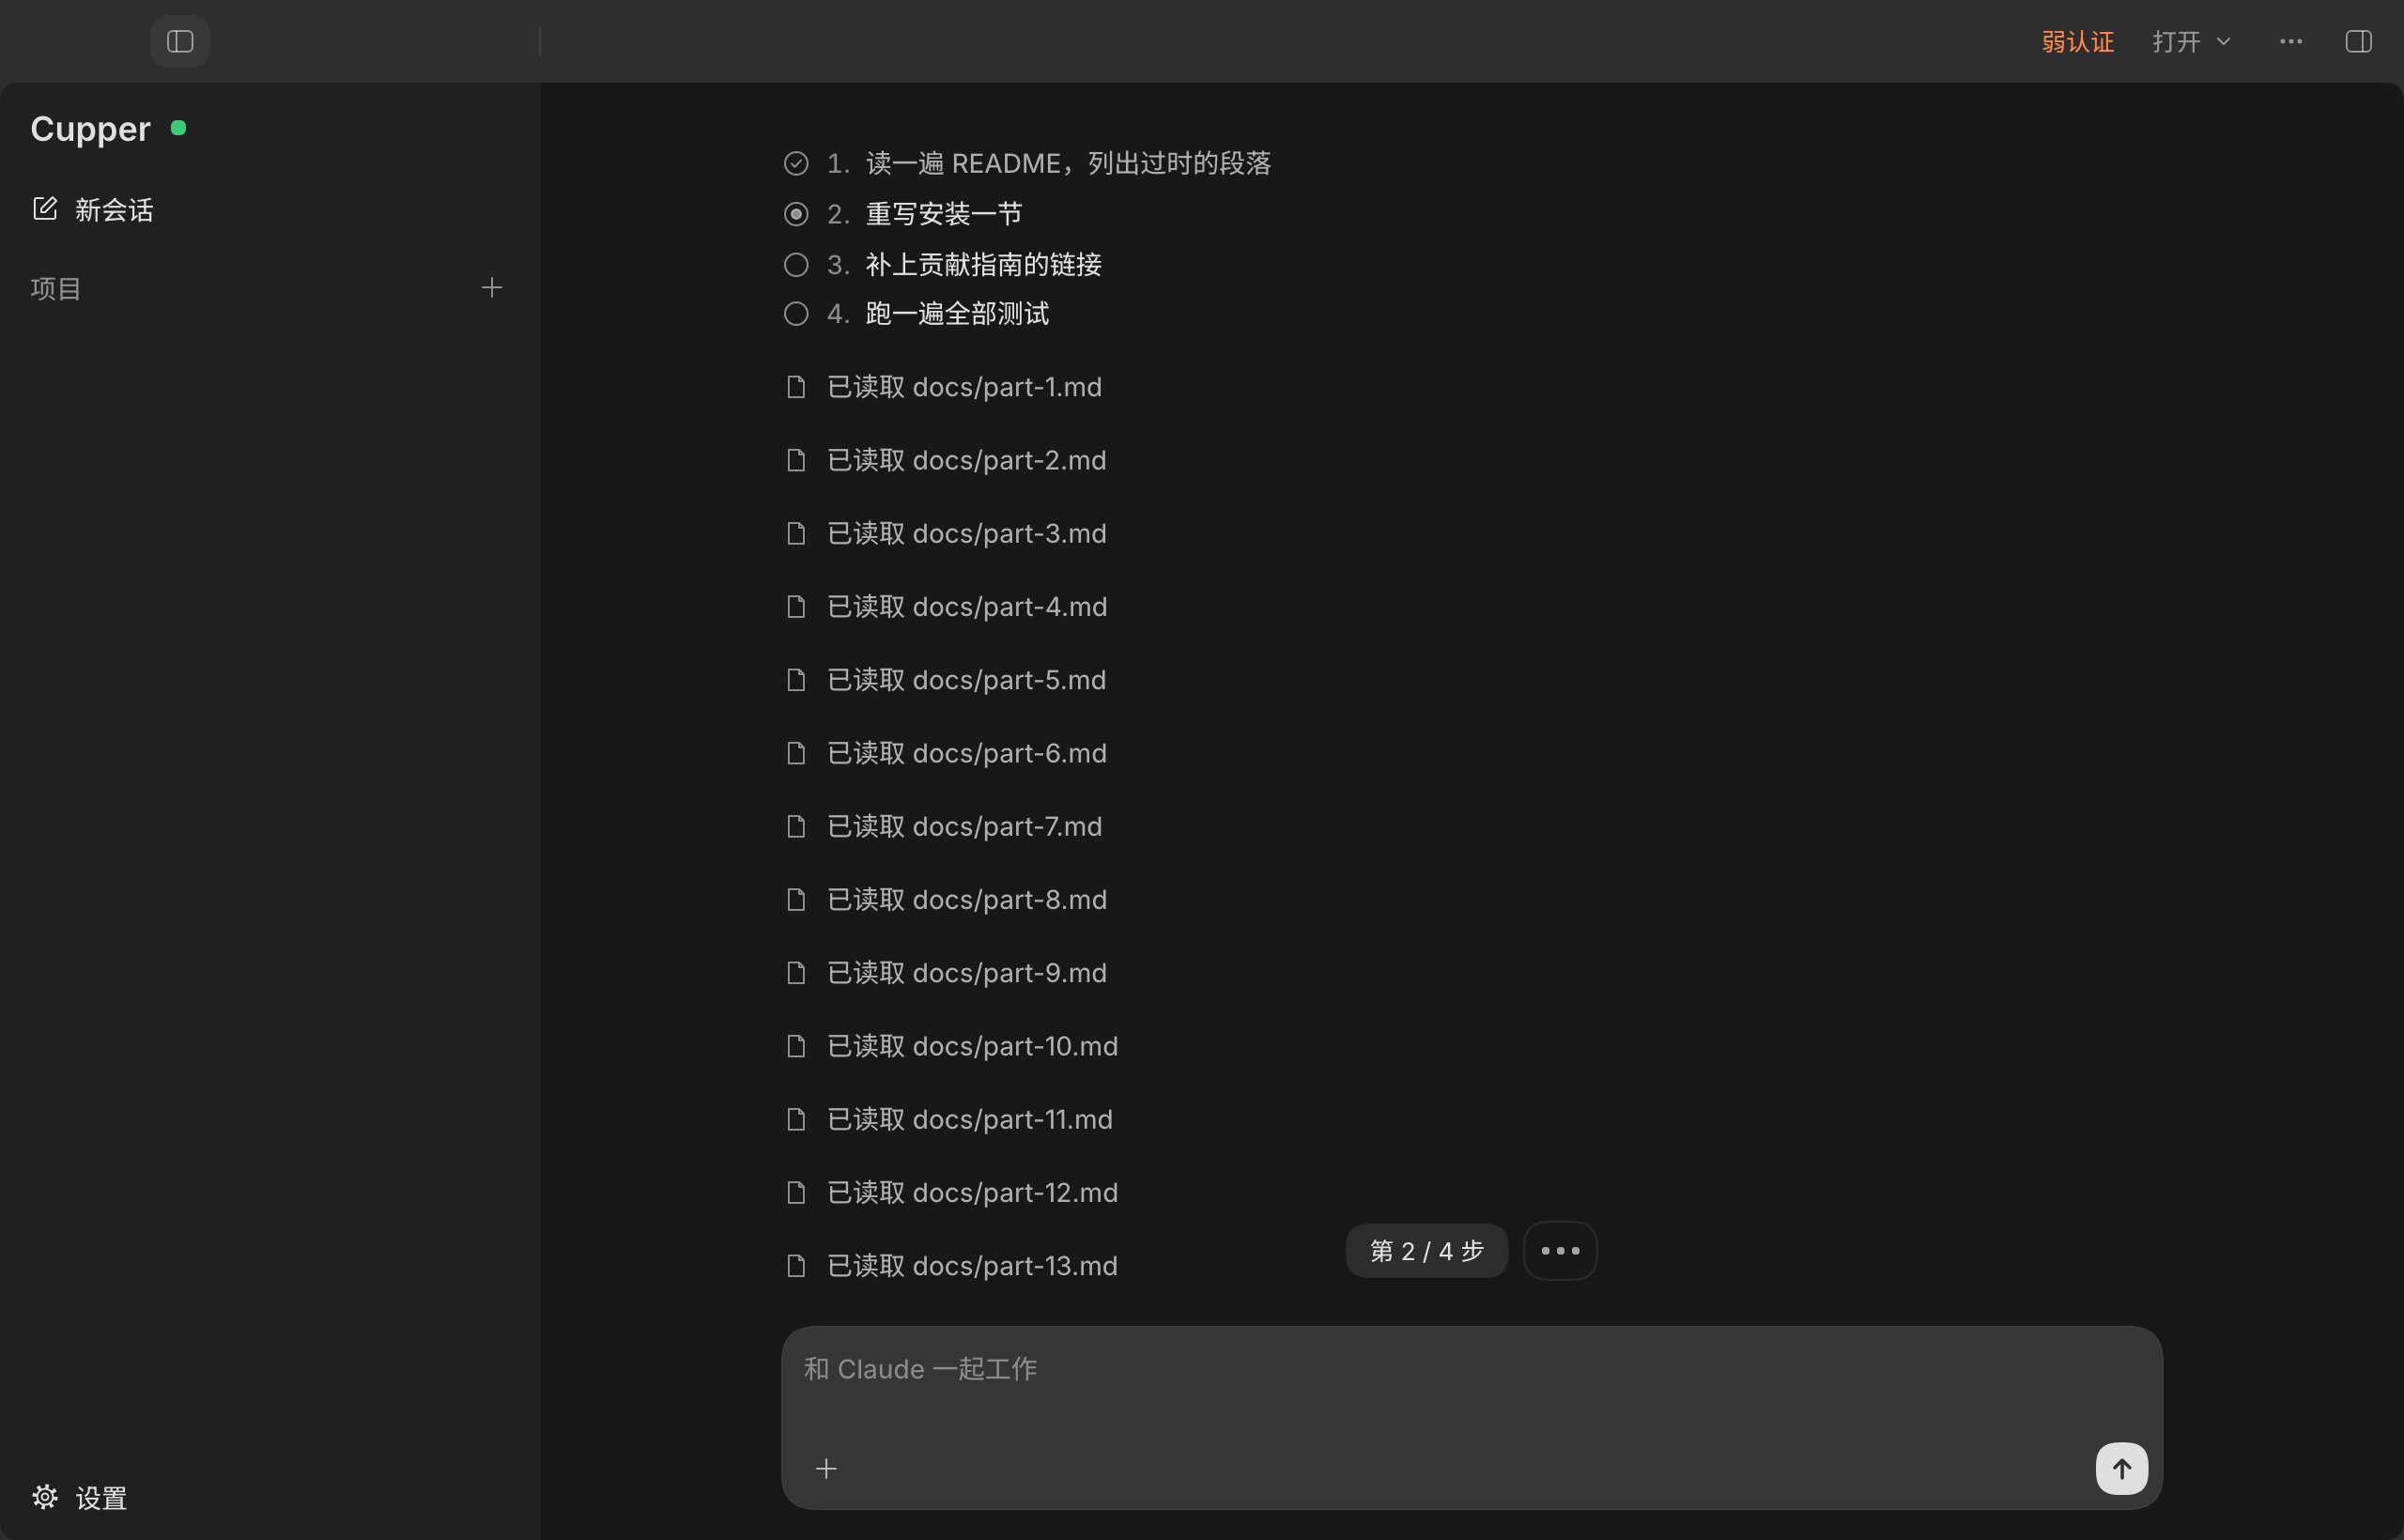 弱认证 打开
Cupper
新会话
项目
1. 读一遍 README，列出过时的段落
2. 重写安装一节
3. 补上贡献指南的链接
4. 跑一遍全部测试
已读取 docs/part-1.md
已读取 docs/part-2.md
已读取 docs/part-3.md
已读取 docs/part-4.md
已读取 docs/part-5.md
已读取 docs/part-6.md
已读取 docs/part-7.md
已读取 docs/part-8.md
已读取 docs/part-9.md
已读取 docs/part-10.md
已读取 docs/part-11.md
已读取 docs/part-12.md
已读取 docs/part-13.md
第 2 / 4 步
和 Claude 一起工作
设置